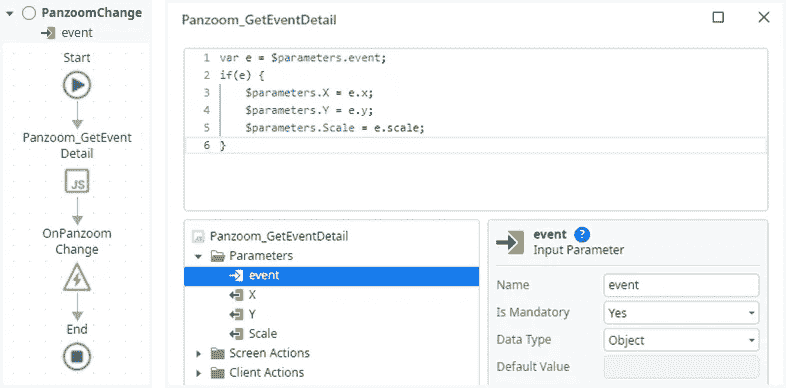 PanzoomChange
event
Start
Panzoom_GetEvent
Detail
JS
OnPanzoom
Change
End
Panzoom_GetEventDetail
1 var e = $parameters.event;
2 if(e) {
3 $parameters.X = e.x;
4 $parameters.Y = e.y;
5 $parameters.Scale = e.scale;
6 }
Panzoom_GetEventDetail
Parameters
event
X
Y
Scale
Screen Actions
Client Actions
event ?
Input Parameter
Name event
Is Mandatory Yes
Data Type Object
Default Value